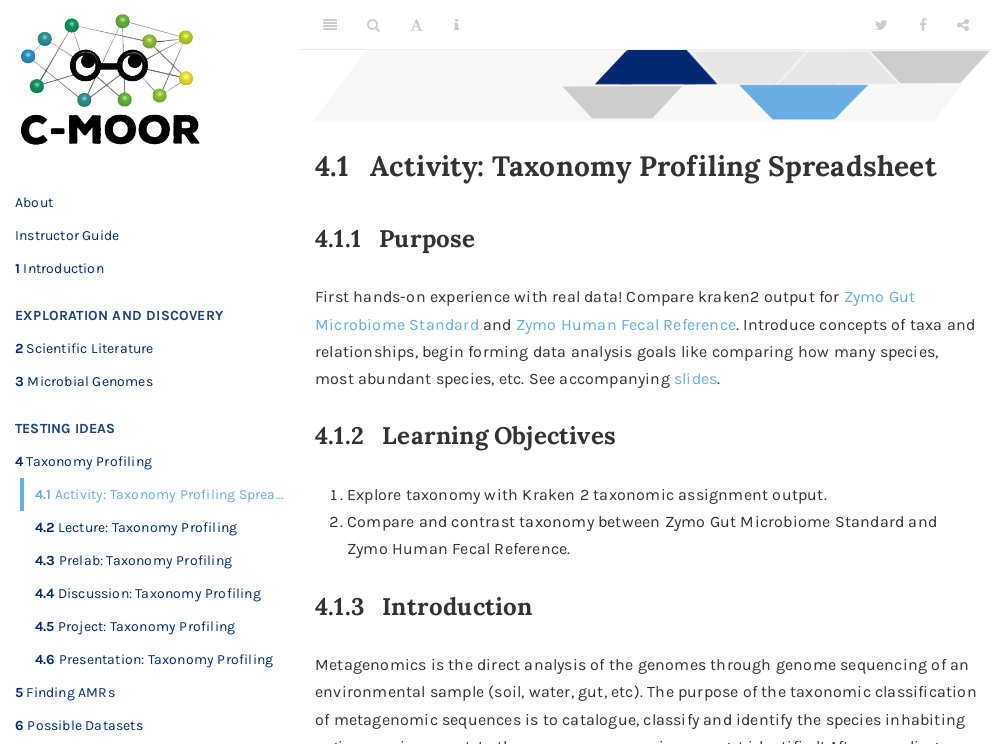 C-MOOR
About
Instructor Guide
1 Introduction
EXPLORATION AND DISCOVERY
2 Scientific Literature
3 Microbial Genomes
TESTING IDEAS
4 Taxonomy Profiling
4.1 Activity: Taxonomy Profiling Sprea...
4.2 Lecture: Taxonomy Profiling
4.3 Prelab: Taxonomy Profiling
4.4 Discussion: Taxonomy Profiling
4.5 Project: Taxonomy Profiling
4.6 Presentation: Taxonomy Profiling
5 Finding AMRs
6 Possible Datasets
4.1 Activity: Taxonomy Profiling Spreadsheet
4.1.1 Purpose
First hands-on experience with real data! Compare kraken2 output for Zymo Gut
Microbiome Standard and Zymo Human Fecal Reference. Introduce concepts of taxa and
relationships, begin forming data analysis goals like comparing how many species,
most abundant species, etc. See accompanying slides.
4.1.2 Learning Objectives
1. Explore taxonomy with Kraken 2 taxonomic assignment output.
2. Compare and contrast taxonomy between Zymo Gut Microbiome Standard and
Zymo Human Fecal Reference.
4.1.3 Introduction
Metagenomics is the direct analysis of the genomes through genome sequencing of an
environmental sample (soil, water, gut, etc). The purpose of the taxonomic classification
of metagenomic sequences is to catalogue, classify and identify the species inhabiting